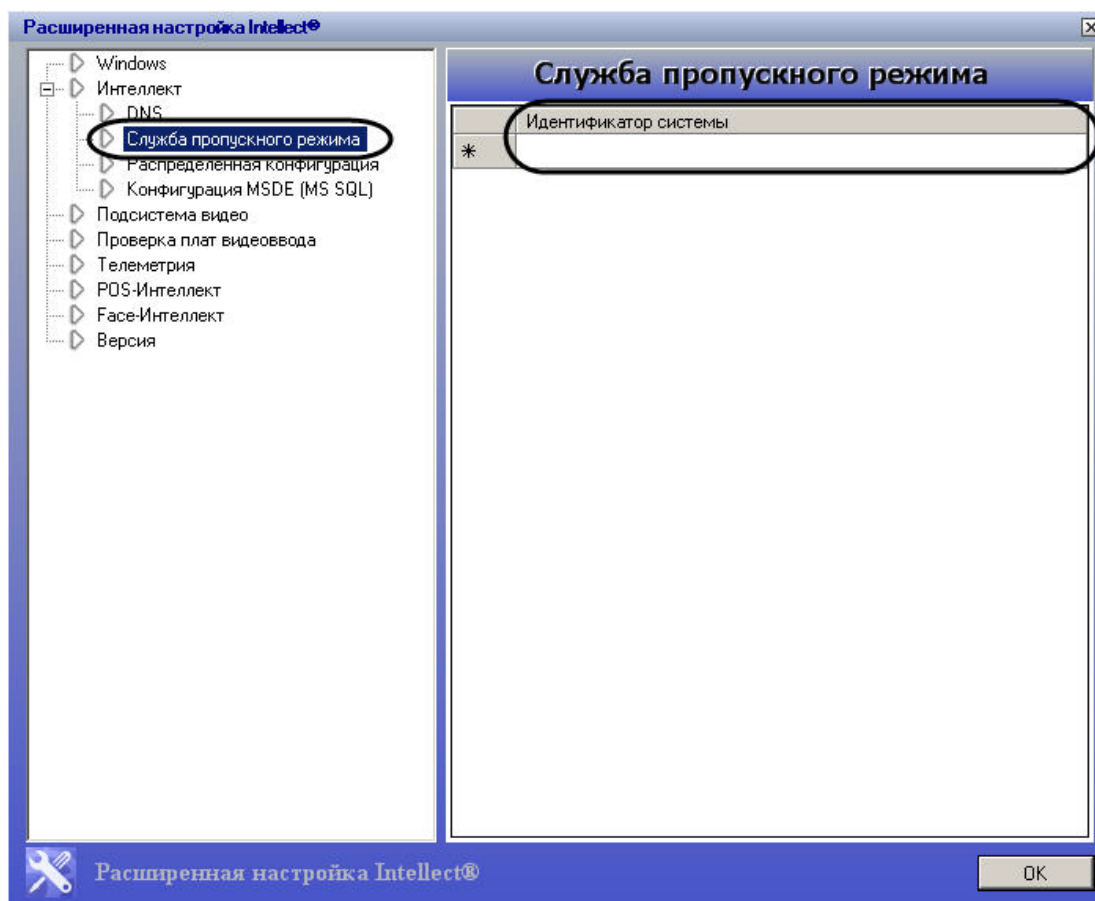 Расширенная настройка Intellect®
Windows
Интеллект
DNS
Служба пропускного режима
Распределенная конфигурация
Конфигурация MSDE (MS SQL)
Подсистема видео
Проверка плат видеоввода
Телеметрия
POS-Интеллект
Face-Интеллект
Версия
Служба пропускного режима
Идентификатор системы
Расширенная настройка Intellect®
OK